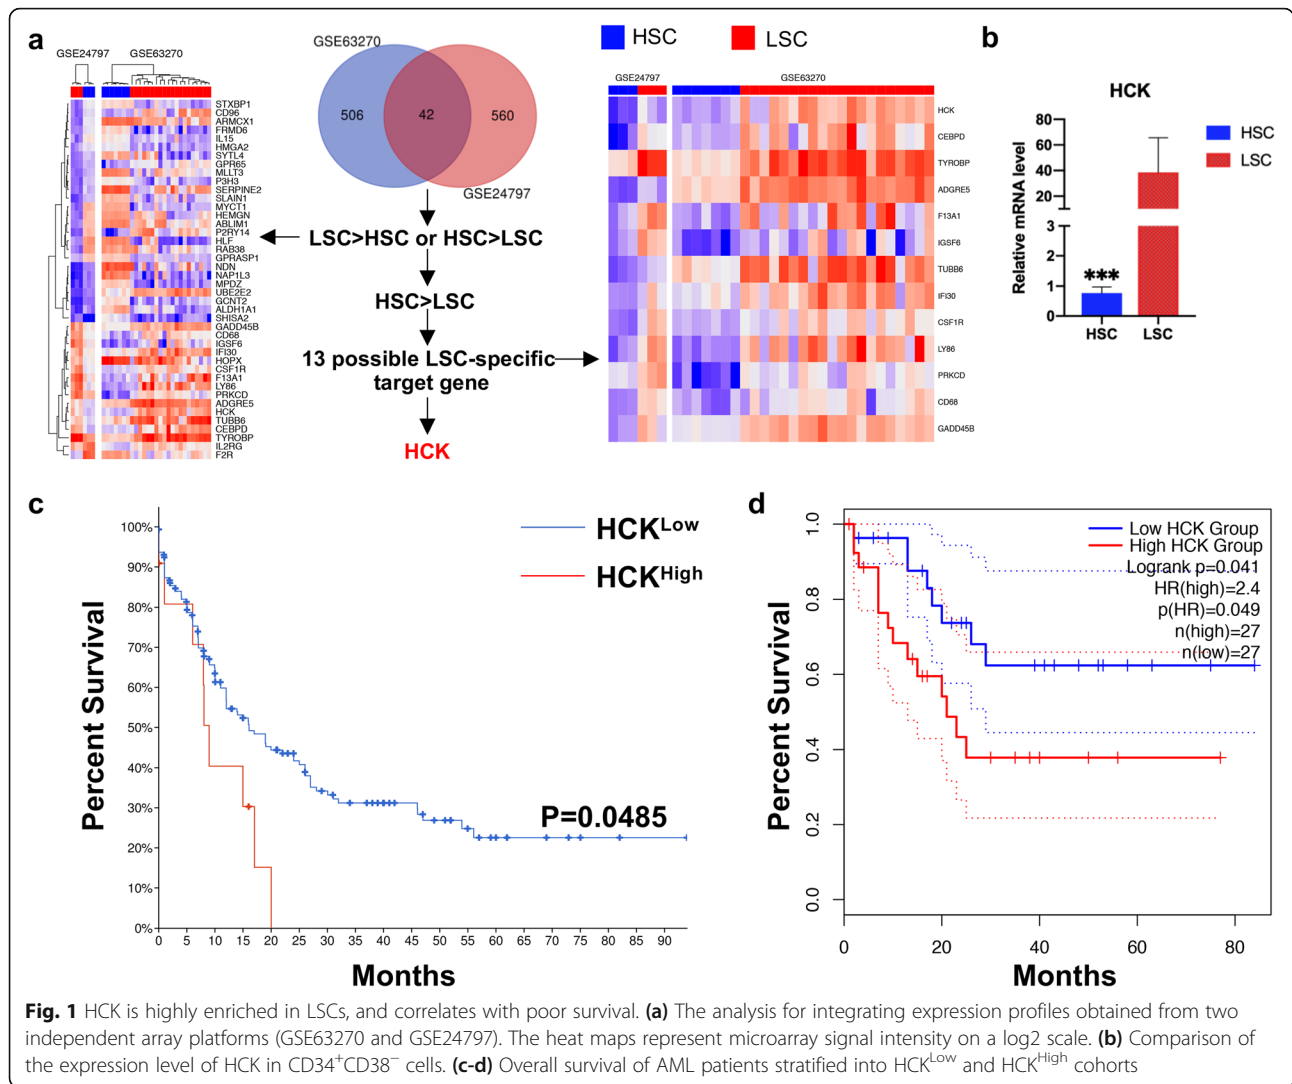 a
GSE24797
GSE63270
STXBP1
CD96
ARMCX1
FRMD6
IL15
HMGA2
SYTL4
GPR65
MLLT3
P3H3
SERPINE2
SLAIN1
MYCT1
HEMGN
ABLIM1
P2RY14
HLF
RAB38
GPRASP1
NDN
NAP1L3
MPDZ
UBE2E2
GCNT2
ALDH1A1
SHISA2
GADD45B
CD68
IGSF6
IFI30
HOPX
CSF1R
F13A1
LY86
PRKCD
ADGRE5
HCK
TUBB6
CEBPD
TYROBP
IL2RG
F2R
GSE63270
506
42
560
GSE24797
LSC>HSC or HSC>LSC
HSC>LSC
13 possible LSC-specific
target gene
HCK
HSC
LSC
GSE24797
GSE63270
HCK
CEBPD
TYROBP
ADGRE5
F13A1
IGSF6
TUBB6
IFI30
CSF1R
LY86
PRKCD
CD68
GADD45B
b
HCK
Relative mRNA level
80
60
40
20
3
2
1
0
***
HSC
LSC
HSC
LSC
c
Percent Survival
100%
90%
80%
70%
60%
50%
40%
30%
20%
10%
0%
HCKLow
HCKHigh
P=0.0485
0 5 10 15 20 25 30 35 40 45 50 55 60 65 70 75 80 85 90
Months
d
Percent Survival
1.0
0.8
0.6
0.4
0.2
0.0
Low HCK Group
High HCK Group
Logrank p=0.041
HR(high)=2.4
p(HR)=0.049
n(high)=27
n(low)=27
0 20 40 60 80
Months
Fig. 1 HCK is highly enriched in LSCs, and correlates with poor survival. (a) The analysis for integrating expression profiles obtained from two
independent array platforms (GSE63270 and GSE24797). The heat maps represent microarray signal intensity on a log2 scale. (b) Comparison of
the expression level of HCK in CD34+CD38− cells. (c-d) Overall survival of AML patients stratified into HCKLow and HCKHigh cohorts